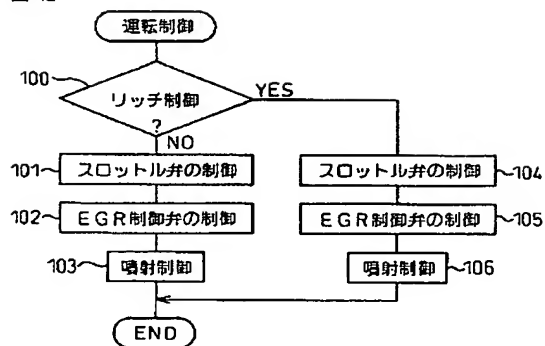 運転制御
100
リッチ制御
?
YES
NO
101
スロットル弁の制御
スロットル弁の制御
104
102
EGR制御弁の制御
EGR制御弁の制御
105
103
噴射制御
噴射制御
106
END